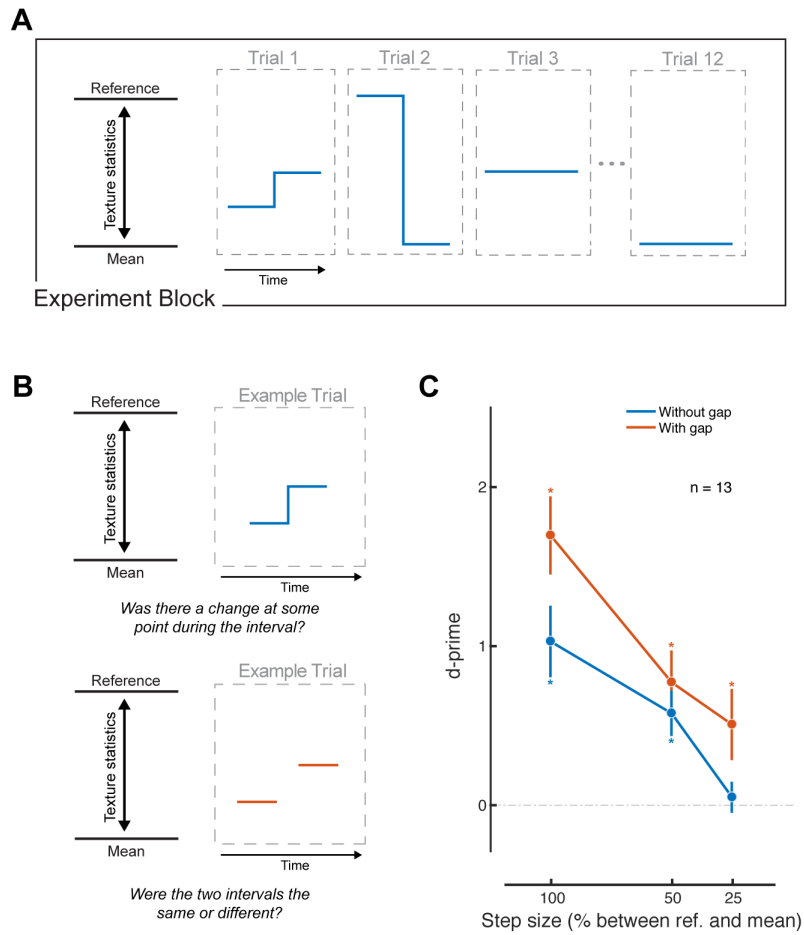 A
Trial 1
Trial 2
Trial 3
Trial 12
Reference
Texture statistics
Mean
Time
Experiment Block
B
Example Trial
Reference
Texture statistics
Mean
Time
Was there a change at some
point during the interval?
Example Trial
Reference
Texture statistics
Mean
Time
Were the two intervals the
same or different?
C
Without gap
With gap
n = 13
2
1
0
d-prime
*
*
*
*
*
100
50
25
Step size (% between ref. and mean)